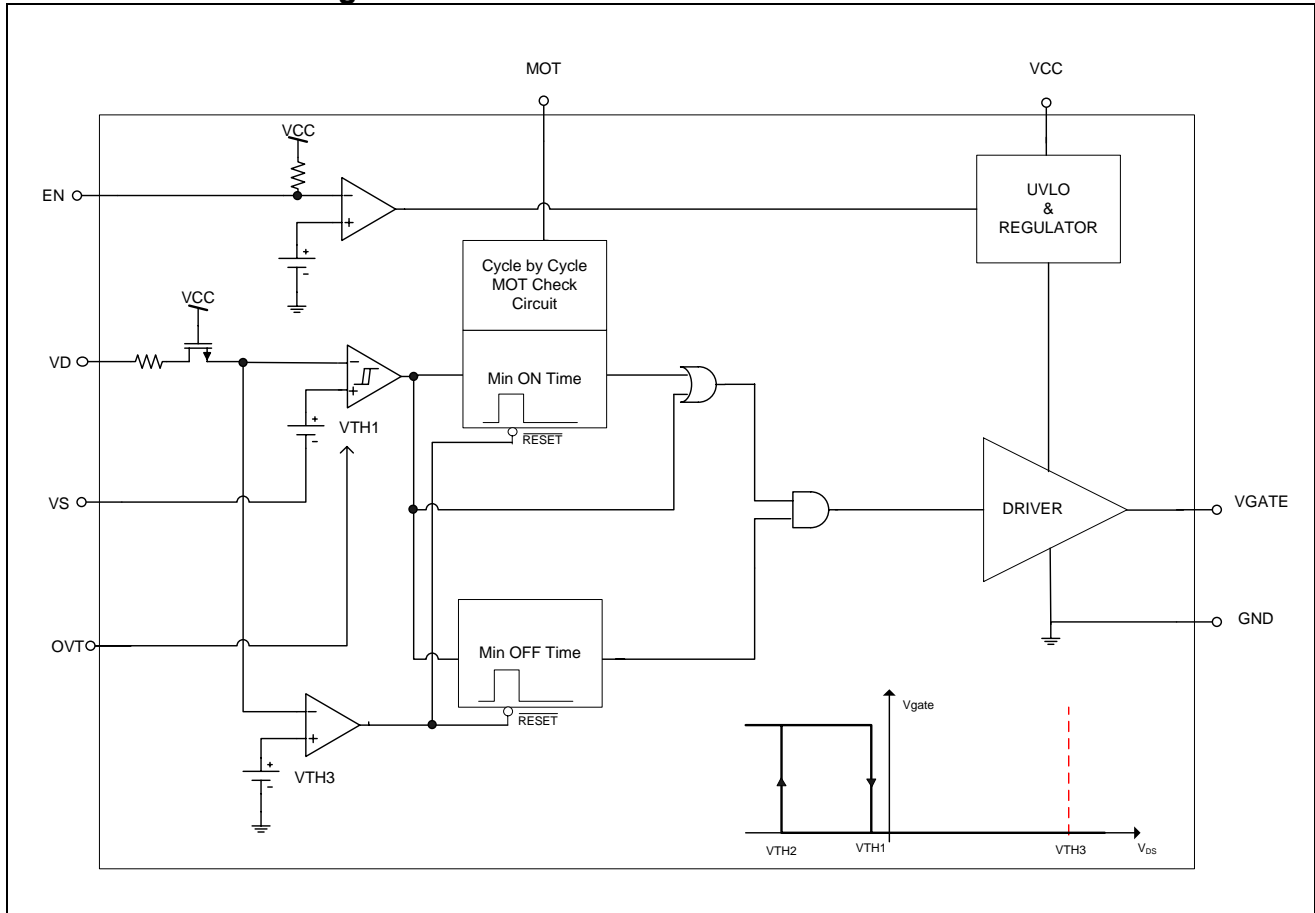 MOT
VCC
VCC
EN
−
+
+
-
UVLO
&
REGULATOR
Cycle by Cycle
MOT Check
Circuit
VCC
VD
−
+
+
-
VTH1
Min ON Time
RESET
VS
DRIVER
VGATE
GND
OVT
Min OFF Time
RESET
−
+
+
-
VTH3
Vgate
VTH2
VTH1
VTH3
VDS